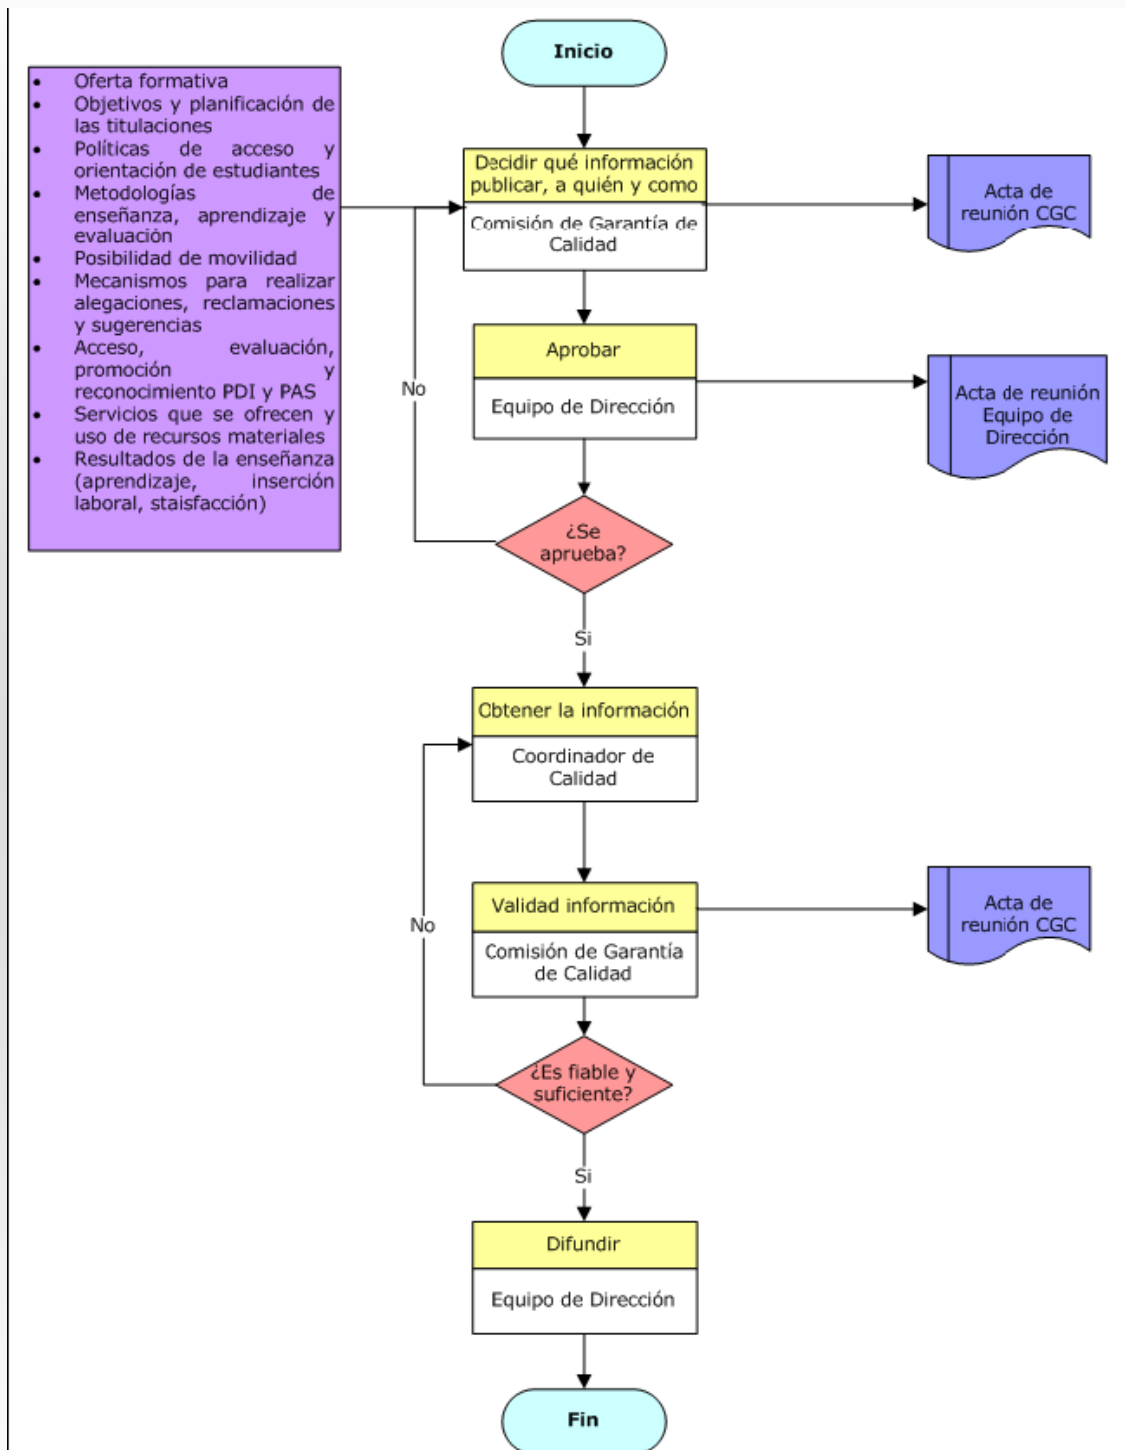 Inicio
• Oferta formativa
• Objetivos y planificación de
las titulaciones
• Políticas de acceso y
orientación de estudiantes
• Metodologías de
enseñanza, aprendizaje y
evaluación
• Posibilidad de movilidad
• Mecanismos para realizar
alegaciones, reclamaciones
y sugerencias
• Acceso, evaluación,
promoción y
reconocimiento PDI y PAS
• Servicios que se ofrecen y
uso de recursos materiales
• Resultados de la enseñanza
(aprendizaje, inserción
laboral, staisfacción)
Decidir qué información
publicar, a quién y como
Comisión de Garantía de
Calidad
Acta de
reunión CGC
Aprobar
Equipo de Dirección
Acta de reunión
Equipo de
Dirección
No
¿Se
aprueba?
Si
Obtener la información
Coordinador de
Calidad
Validad información
Comisión de Garantía
de Calidad
Acta de
reunión CGC
No
¿Es fiable y
suficiente?
Si
Difundir
Equipo de Dirección
Fin